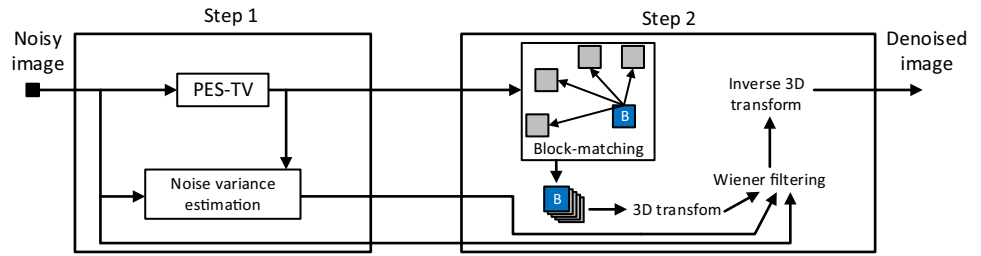 Step 1
Step 2
Noisy
image
PES-TV
Noise variance
estimation
B
Block-matching
B
3D transfom
Wiener filtering
Inverse 3D
transform
Denoised
image